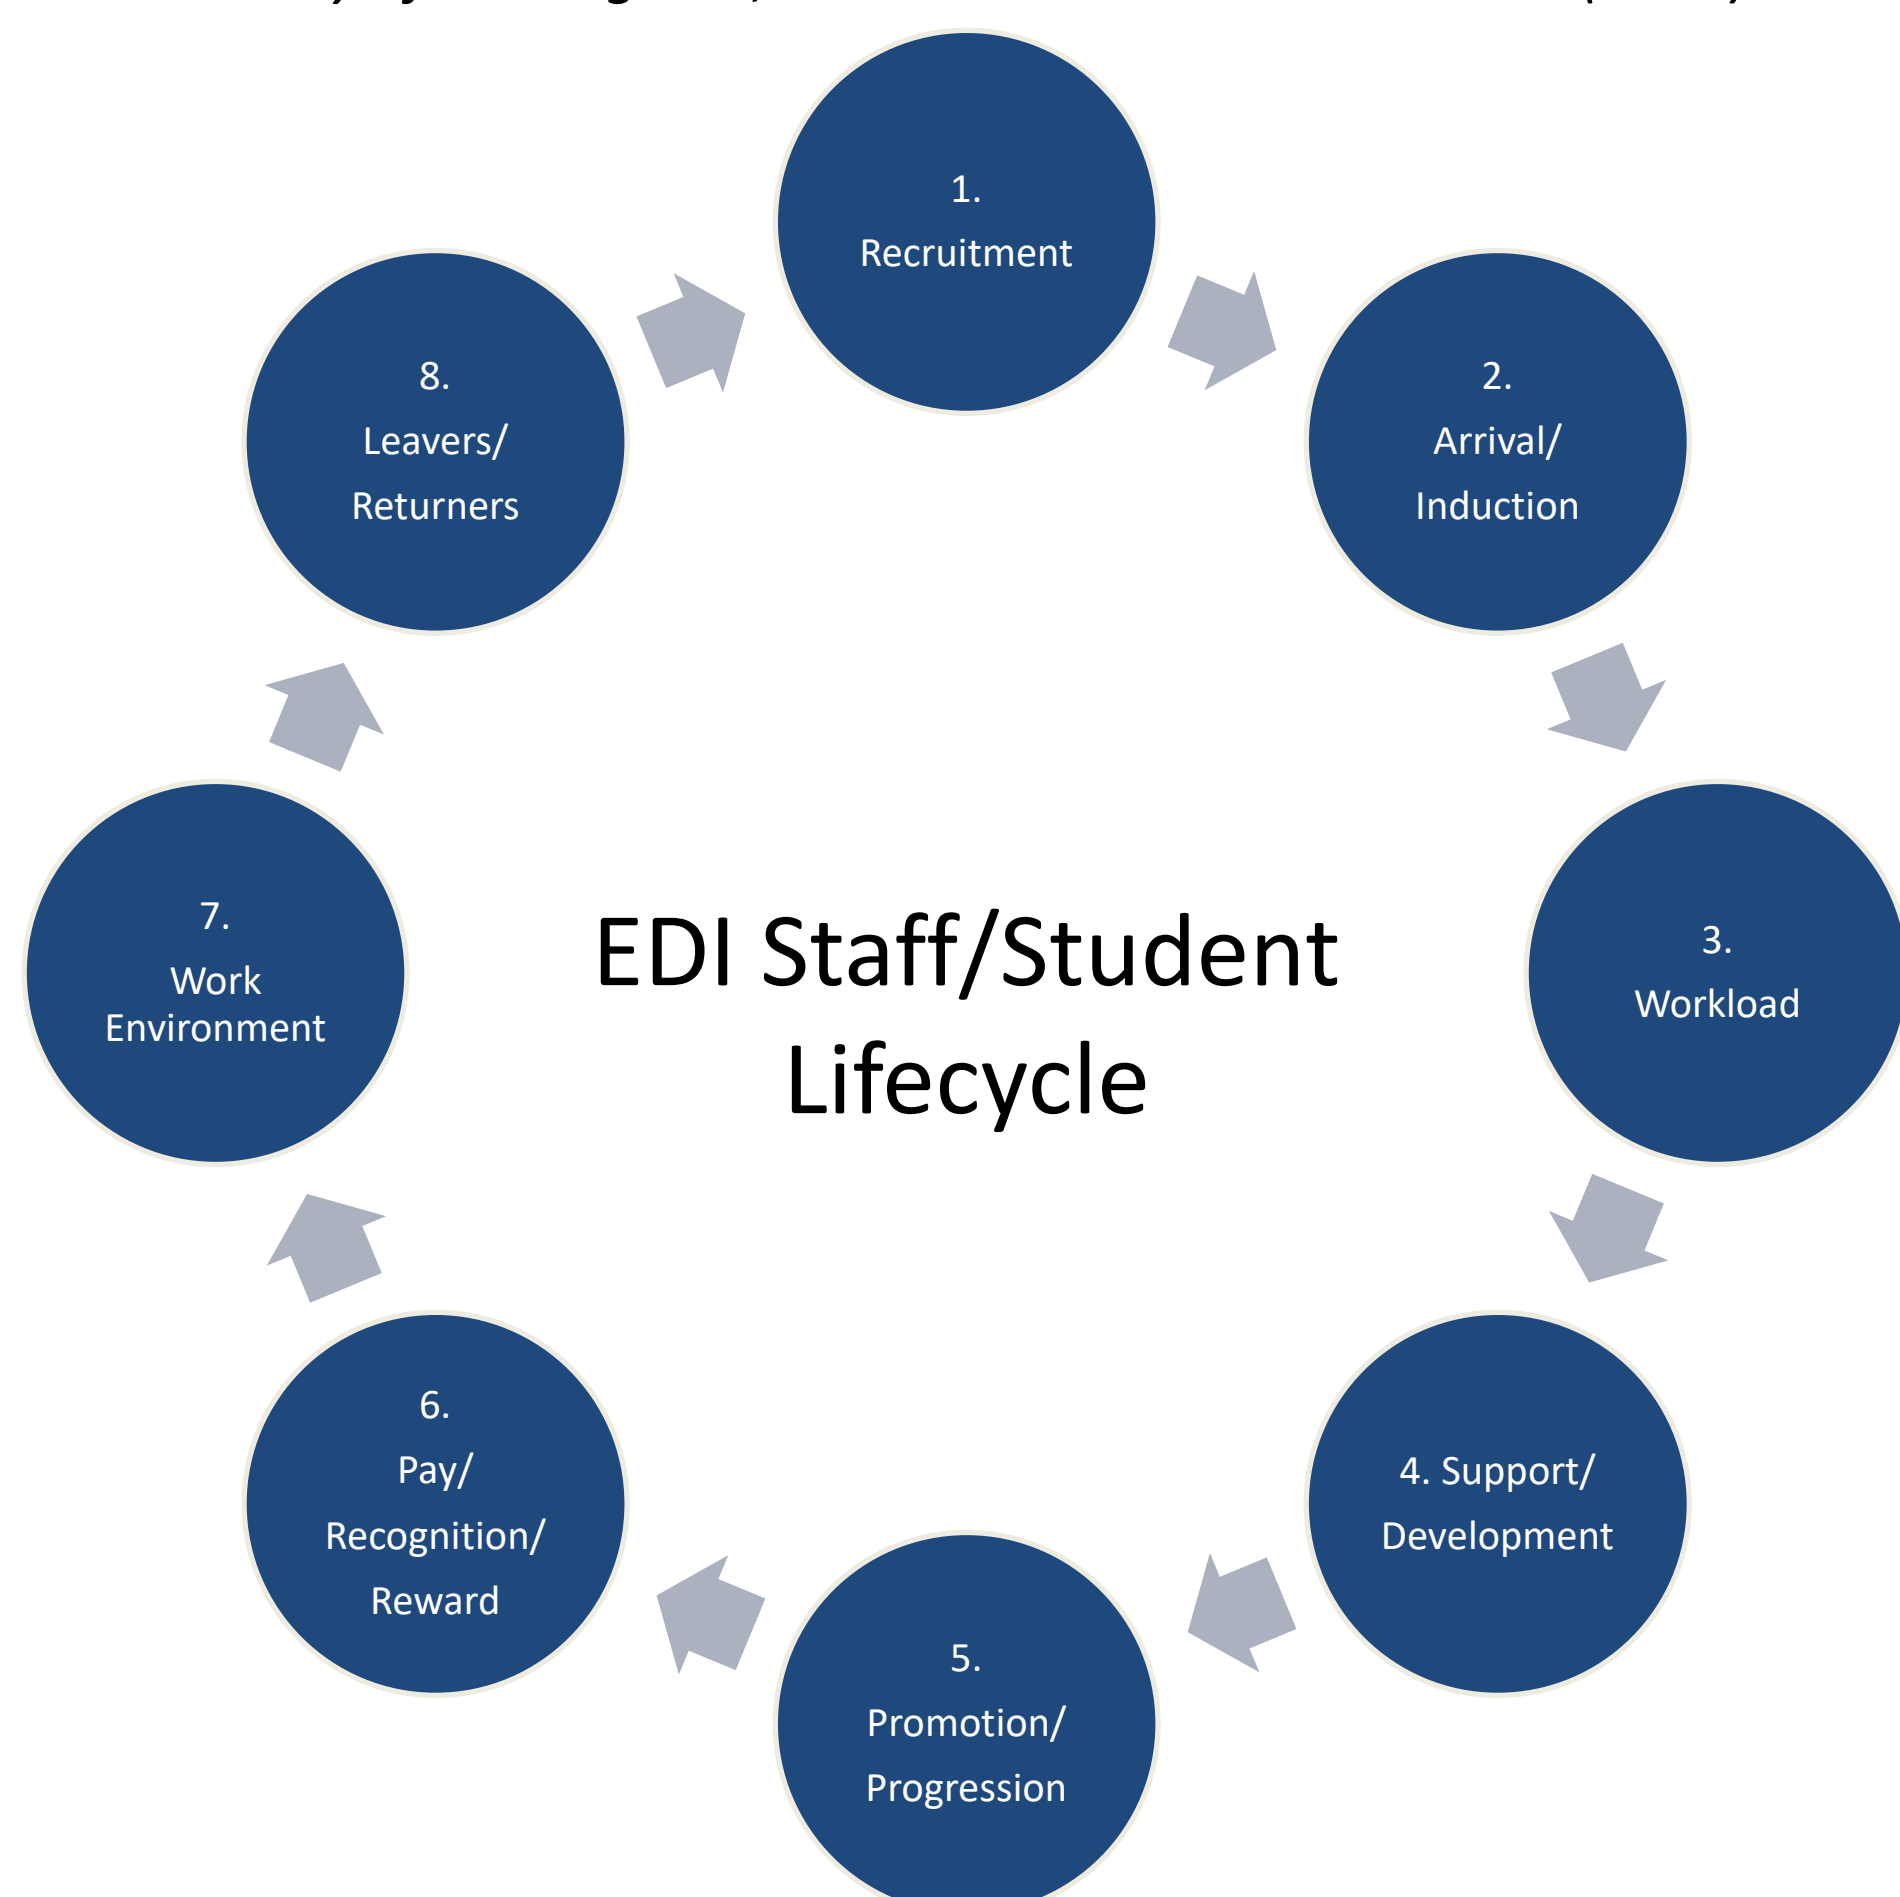 1.
Recruitment
2.
Arrival/
Induction
3.
Workload
4. Support/
Development
5.
Promotion/
Progression
6.
Pay/
Recognition/
Reward
7.
Work
Environment
8.
Leavers/
Returners
EDI Staff/Student
Lifecycle